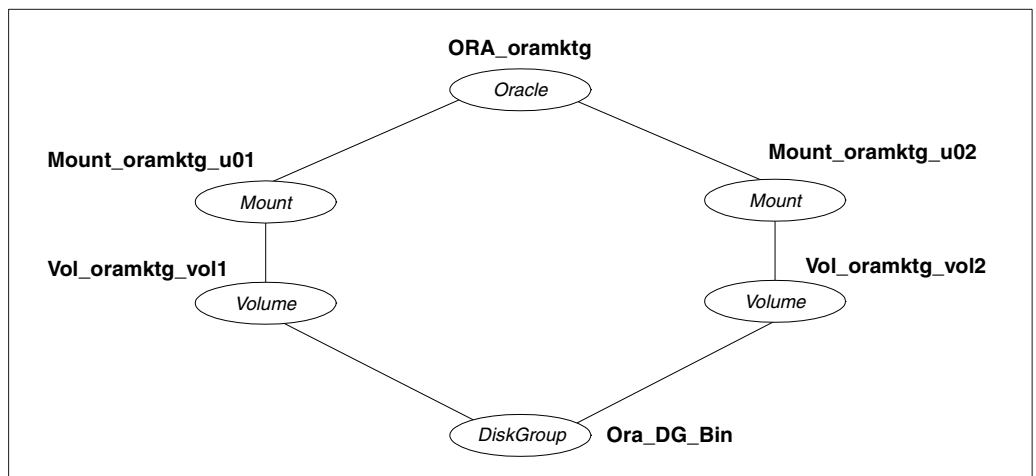 ORA_oramktg
Oracle
Mount_oramktg_u01
Mount_oramktg_u02
Mount
Mount
Vol_oramktg_vol1
Vol_oramktg_vol2
Volume
Volume
DiskGroup
Ora_DG_Bin